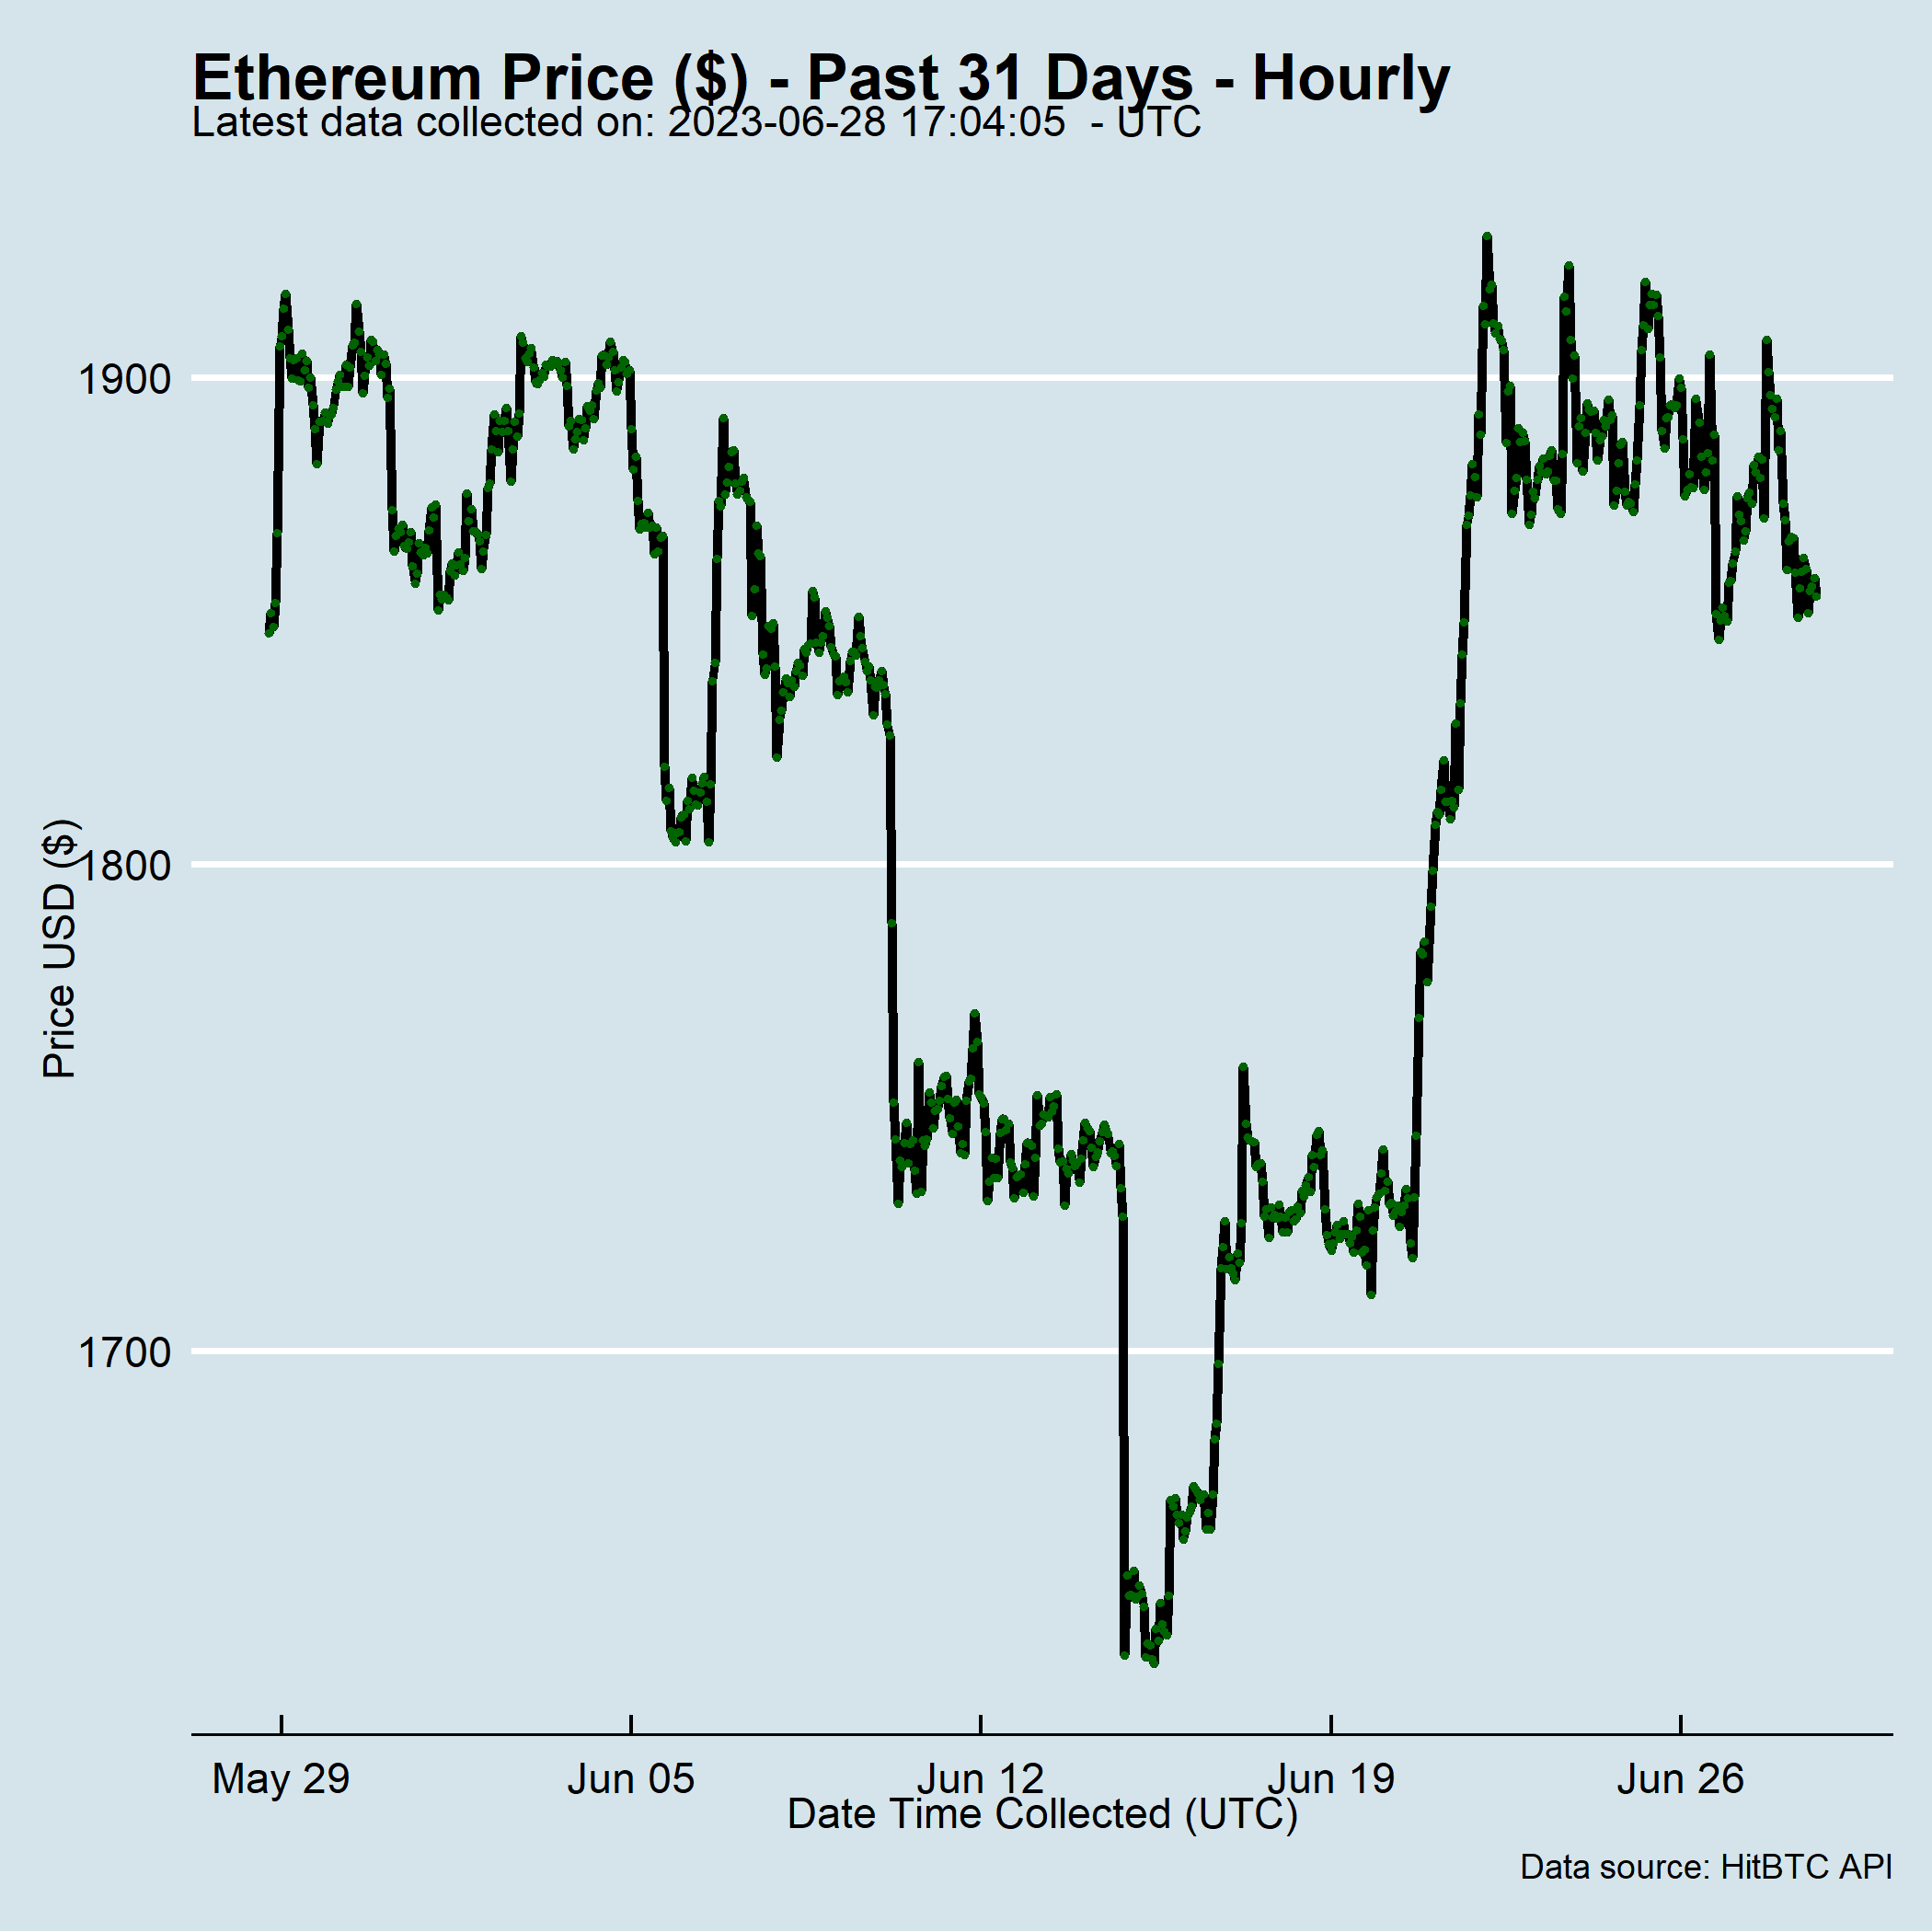 Ethereum Price ($) - Past 31 Days - Hourly
Latest data collected on: 2023-06-28 17:04:05  - UTC
1900
1800
1700
Price USD ($)
May 29
Jun 05
Jun 12
Jun 19
Jun 26
Date Time Collected (UTC)
Data source: HitBTC API